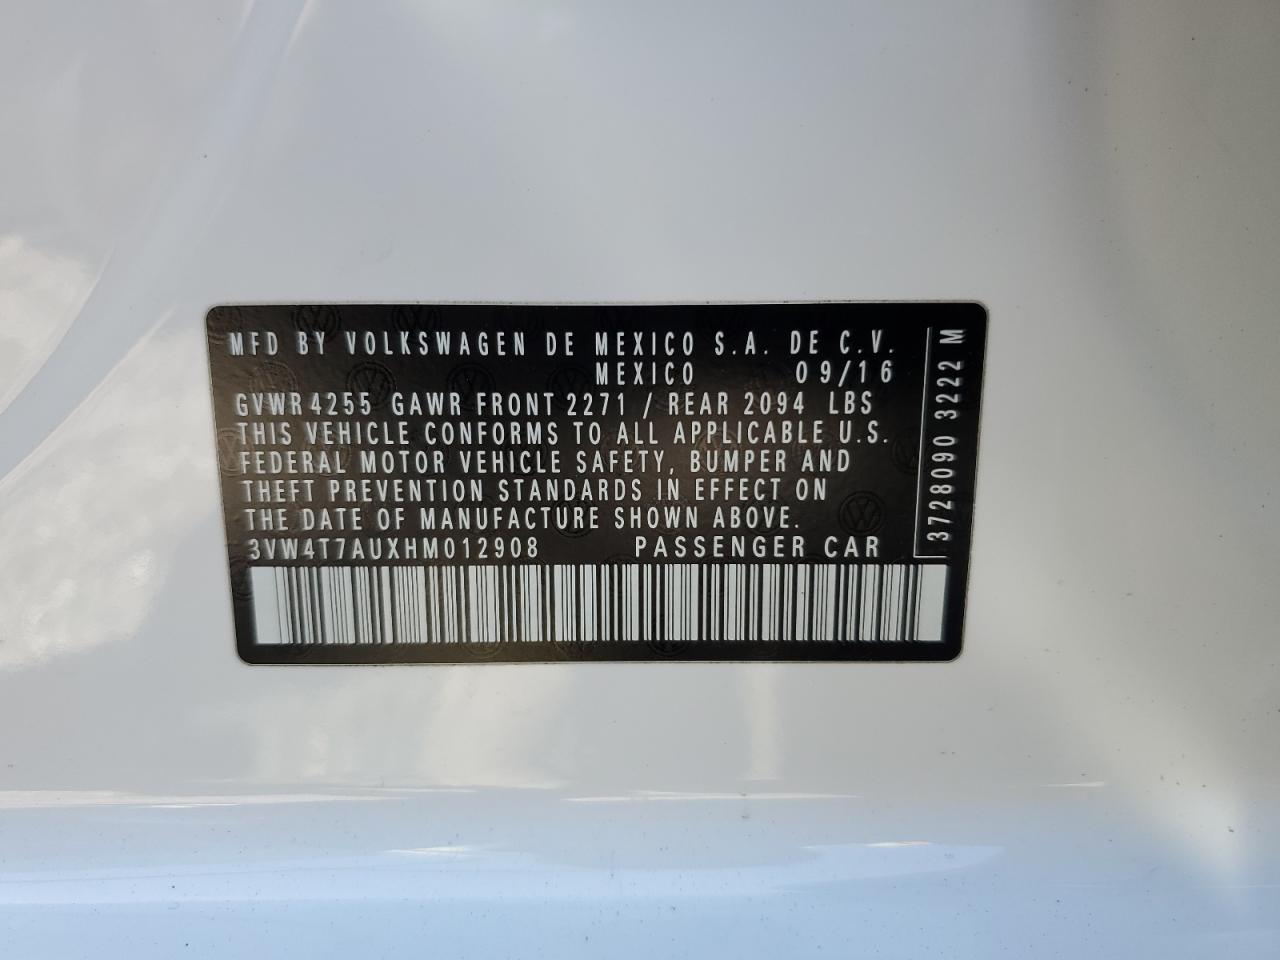 MFD BY VOLKSWAGEN DE MEXICO S.A. DE C.V.
MEXICO 09/16
GVWR 4255 GAWR FRONT 2271 / REAR 2094 LBS
THIS VEHICLE CONFORMS TO ALL APPLICABLE U.S.
FEDERAL MOTOR VEHICLE SAFETY, BUMPER AND
THEFT PREVENTION STANDARDS IN EFFECT ON
THE DATE OF MANUFACTURE SHOWN ABOVE.
3VW4T7AUXHM012908 PASSENGER CAR
3728090 3222 M